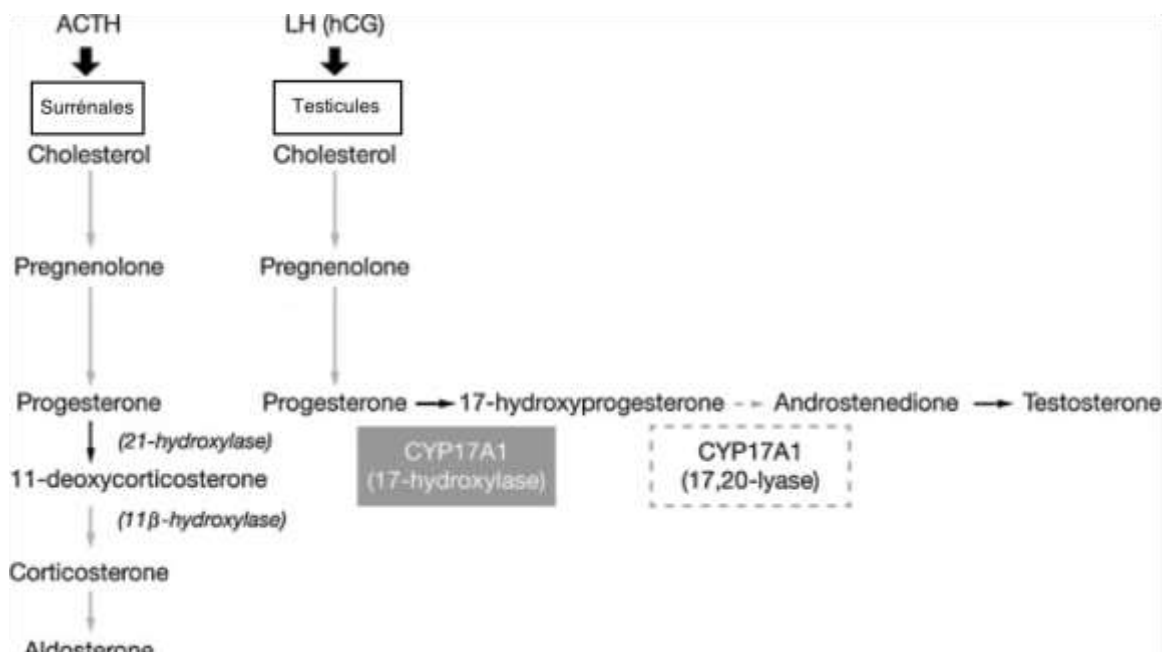 ACTH
LH (hCG)
Surrénales
Testicules
Cholesterol
Cholesterol
Pregnenolone
Pregnenolone
Progesterone
Progesterone
17-hydroxyprogesterone
Androstenedione
Testosterone
(21-hydroxylase)
CYP17A1
(17-hydroxylase)
CYP17A1
(17,20-lyase)
11-deoxycorticosterone
(11β-hydroxylase)
Corticosterone
Aldosterone